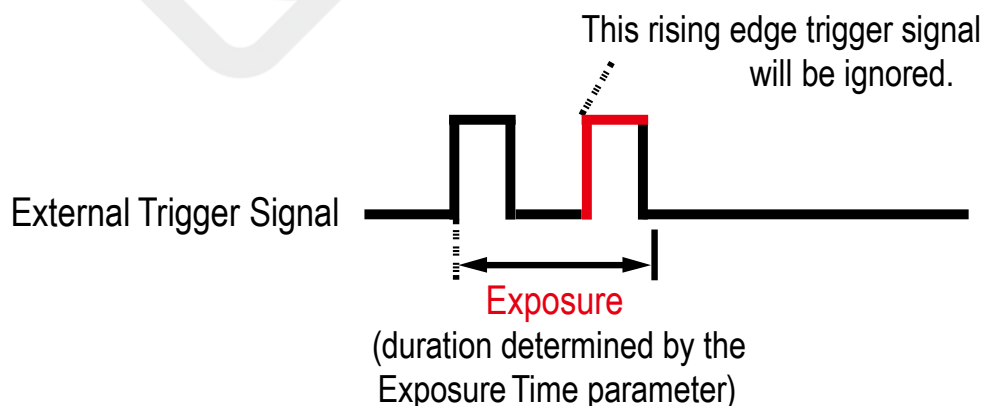 This rising edge trigger signal
will be ignored.
External Trigger Signal
Exposure
(duration determined by the
Exposure Time parameter)